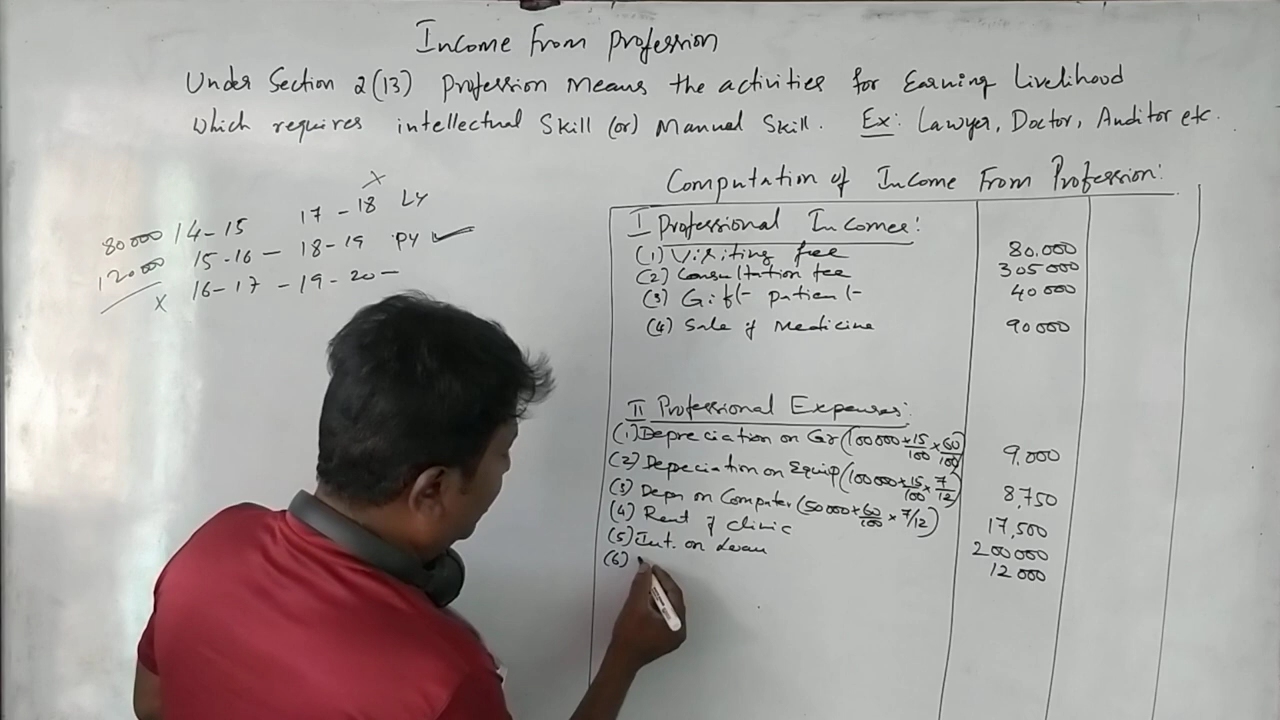 Income From Profession
Under Section 2(13) Profession Means the activities for Earning Livelihood
Which requires intellectual Skill (or) Manual Skill. Ex: Lawyer, Doctor, Auditor etc.
X
80000 14-15 17-18 LY
120000 15-16 - 18-19 PY ✓
X 16-17 - 19-20 -
Computation of Income From Profession:
I Professional Incomes:
(1) Visiting fee 80,000
(2) Consultation fee 305000
(3) Gift - patient - 40000
(4) Sale of Medicine 90000
II Professional Expenses:
(1) Depreciation on Car (100000 × 15/100 × 60/100) 9,000
(2) Depreciation on Equip (100000 × 15/100 × 7/12) 8,750
(3) Depn on Computer (50000 × 60/100 × 7/12) 17,500
(4) Rent of clinic 200000
(5) Int. on Loan 12000
(6)